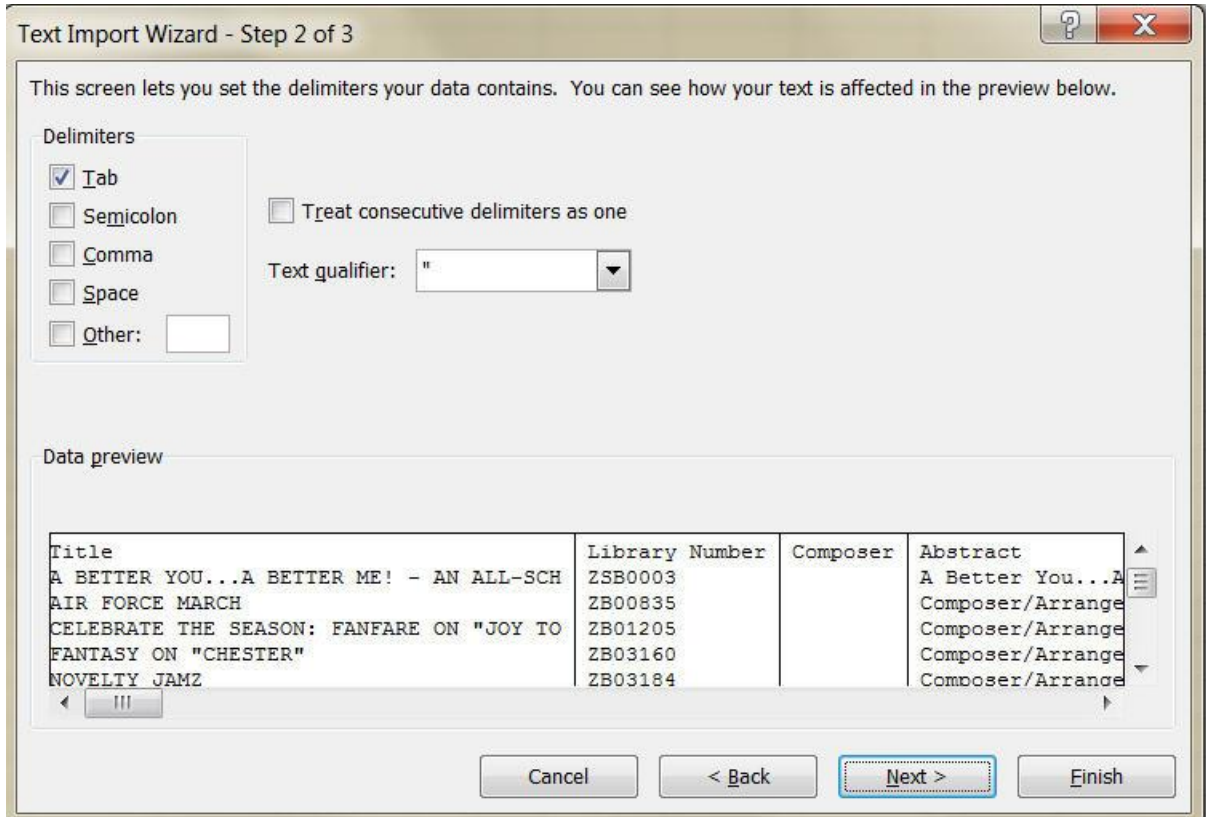 Text Import Wizard - Step 2 of 3
This screen lets you set the delimiters your data contains.  You can see how your text is affected in the preview below.
Delimiters
Tab
Semicolon
Treat consecutive delimiters as one
Comma
Text qualifier: "
Space
Other:
Data preview
Title Library Number Composer Abstract
A BETTER YOU...A BETTER ME! - AN ALL-SCH ZSB0003 A Better You...A
AIR FORCE MARCH ZB00835 Composer/Arrange
CELEBRATE THE SEASON: FANFARE ON "JOY TO ZB01205 Composer/Arrange
FANTASY ON "CHESTER" ZB03160 Composer/Arrange
NOVELTY JAMZ ZB03184 Composer/Arrange
Cancel < Back Next > Finish